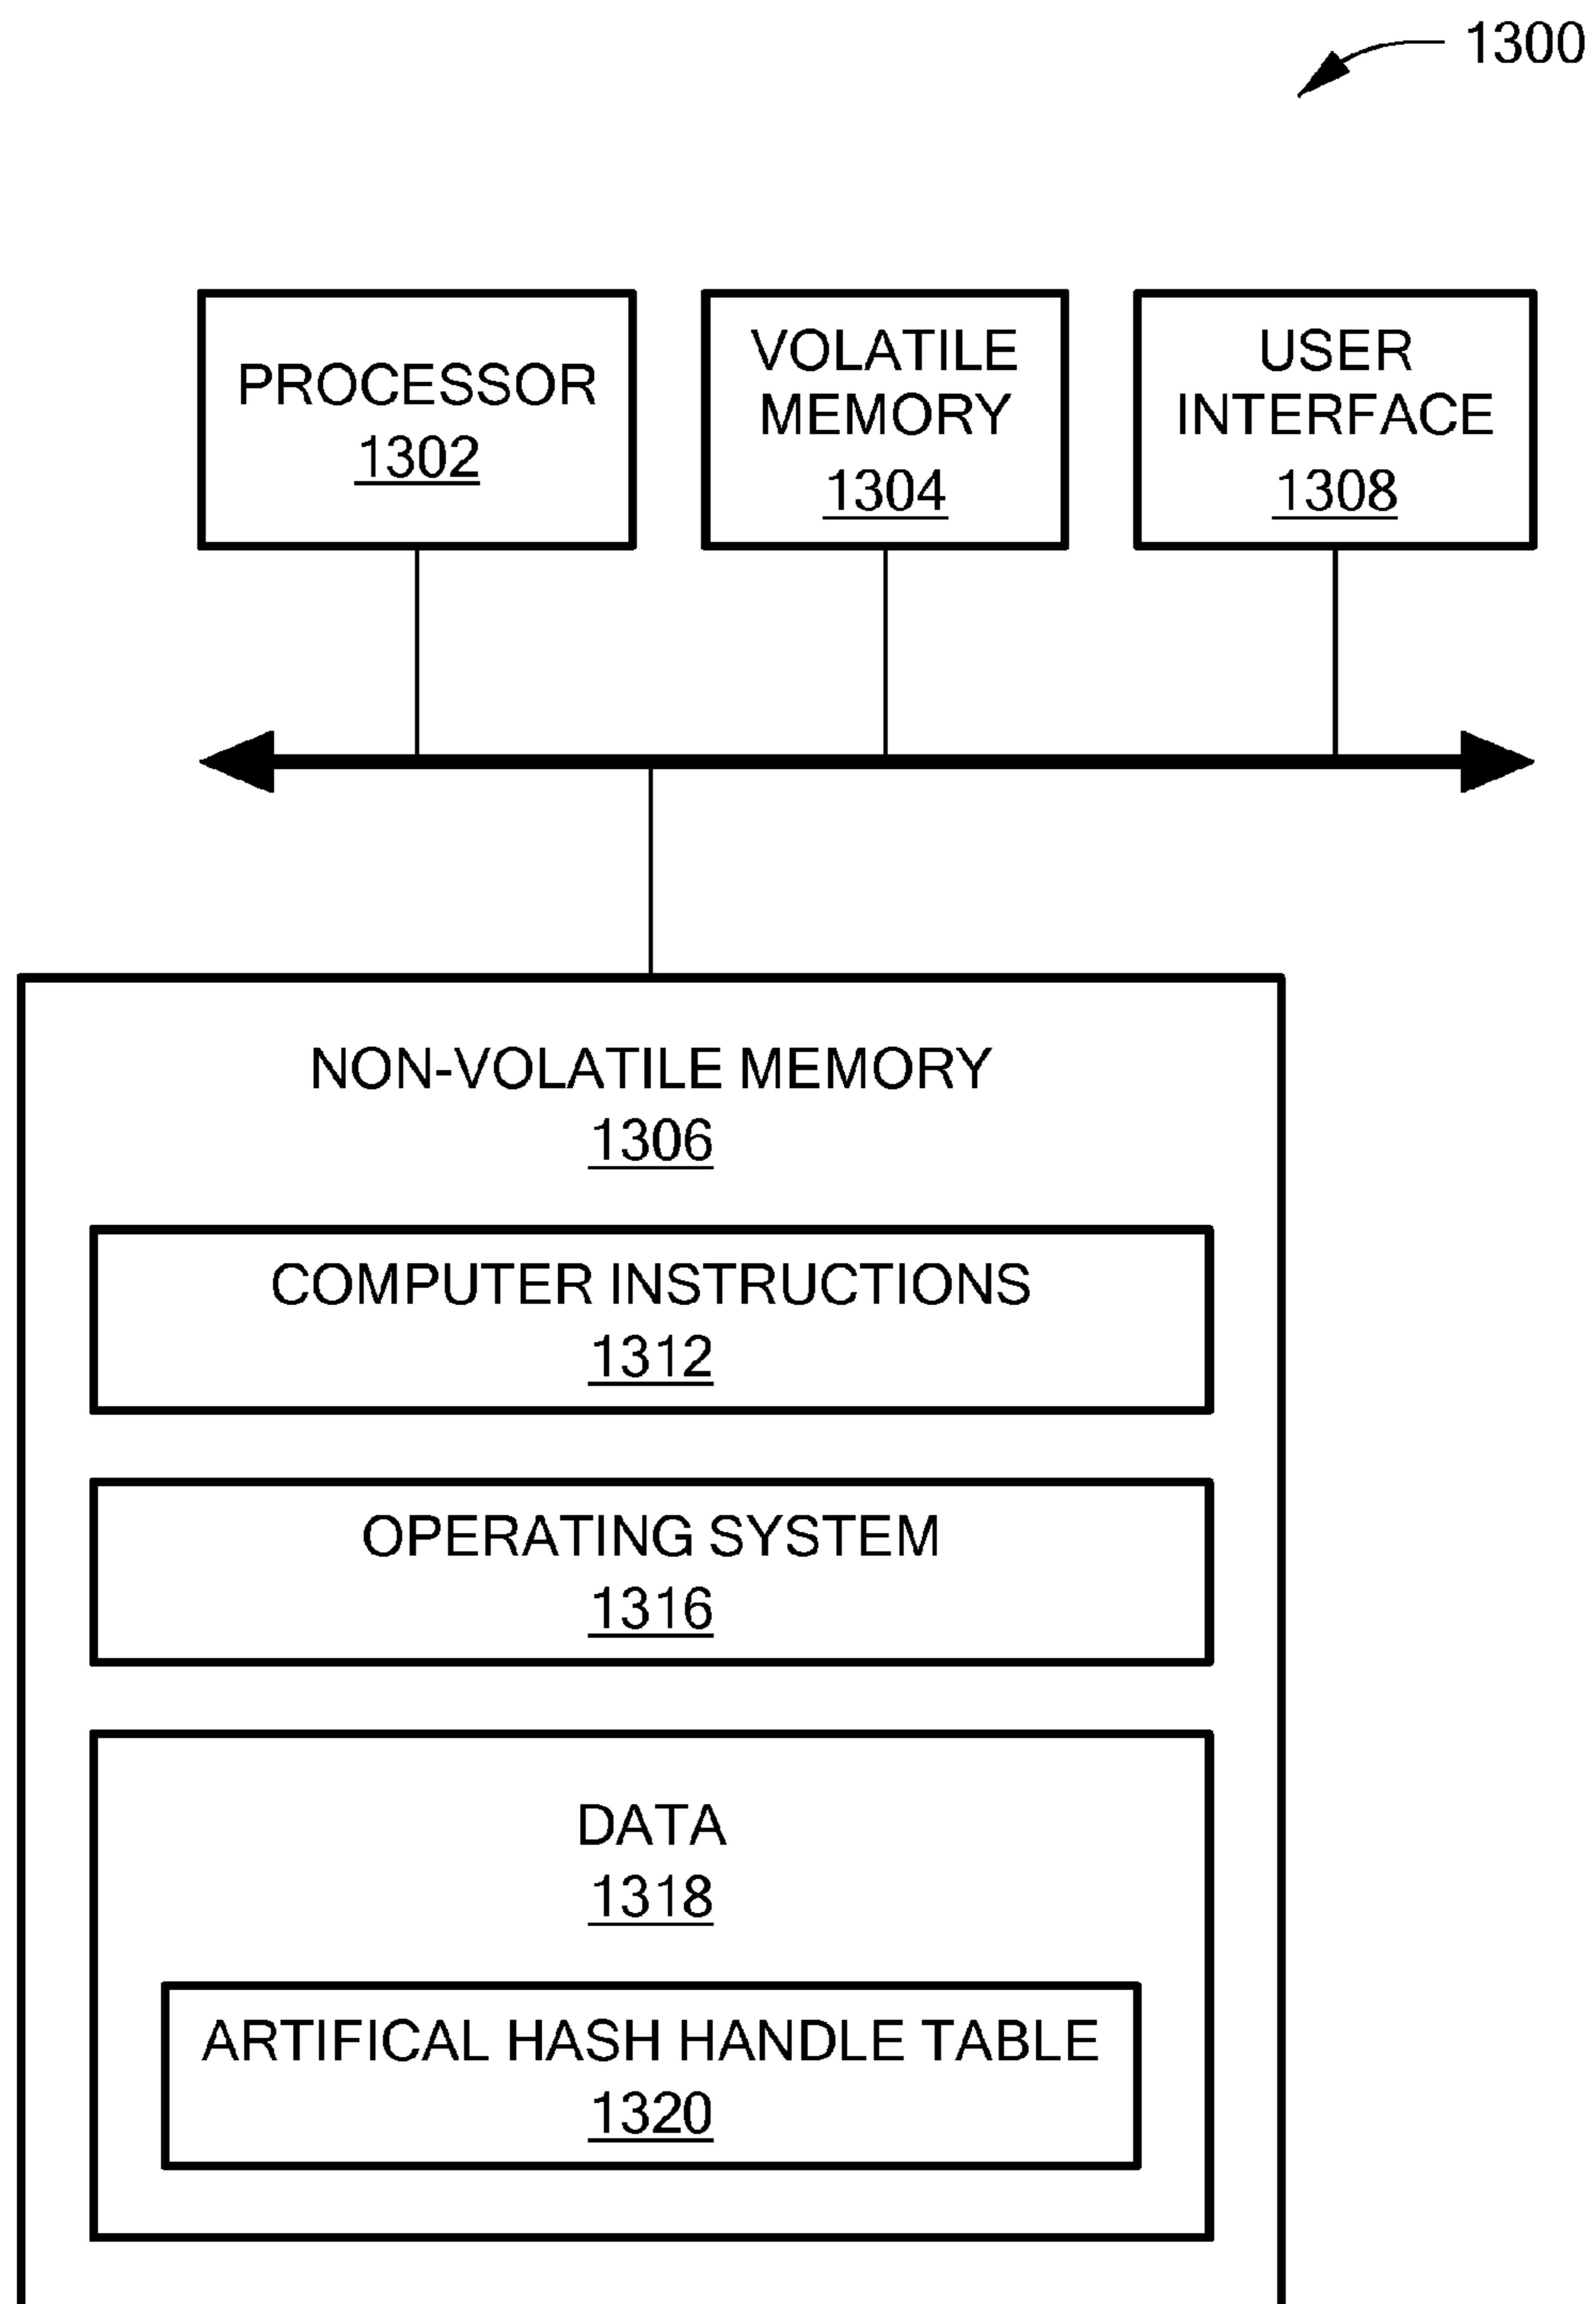 1300
PROCESSOR
1302
VOLATILE
MEMORY
1304
USER
INTERFACE
1308
NON-VOLATILE MEMORY
1306
COMPUTER INSTRUCTIONS
1312
OPERATING SYSTEM
1316
DATA
1318
ARTIFICAL HASH HANDLE TABLE
1320